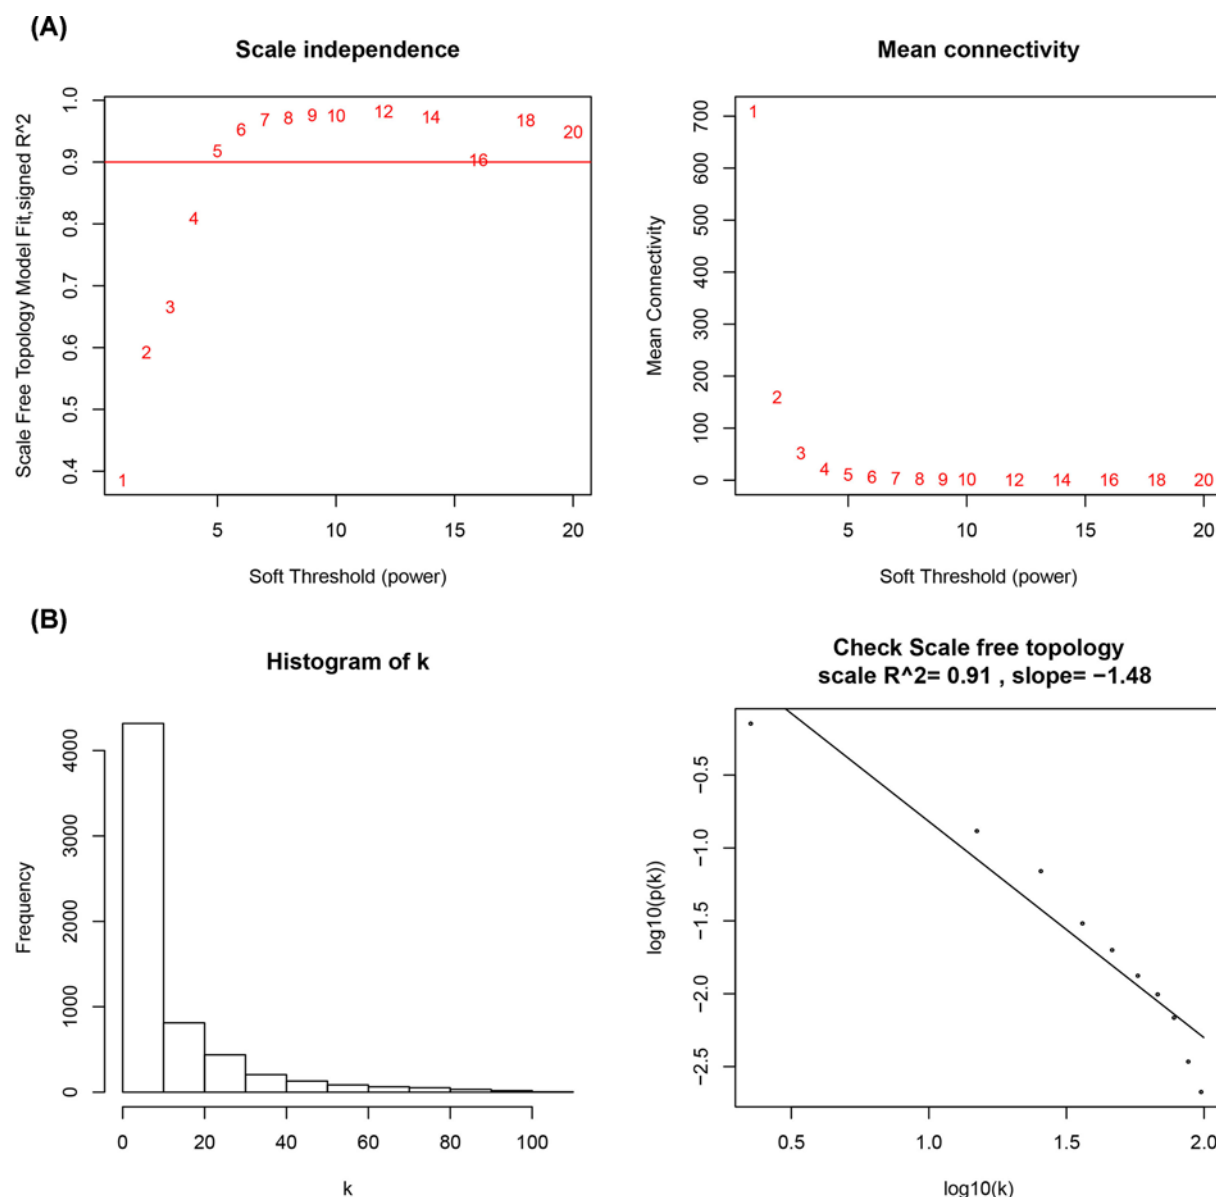 (A)
Scale independence
Scale Free Topology Model Fit,signed R^2
0.4 0.5 0.6 0.7 0.8 0.9 1.0
1 2 3 4 5 6 7 8 9 10 12 14 16 18 20
5 10 15 20
Soft Threshold (power)
Mean connectivity
Mean Connectivity
0 100 200 300 400 500 600 700
1 2 3 4 5 6 7 8 9 10 12 14 16 18 20
5 10 15 20
Soft Threshold (power)
(B)
Histogram of k
Frequency
0 1000 2000 3000 4000
0 20 40 60 80 100
k
Check Scale free topology
scale R^2= 0.91 , slope= −1.48
log10(p(k))
−2.5 −2.0 −1.5 −1.0 −0.5
0.5 1.0 1.5 2.0
log10(k)